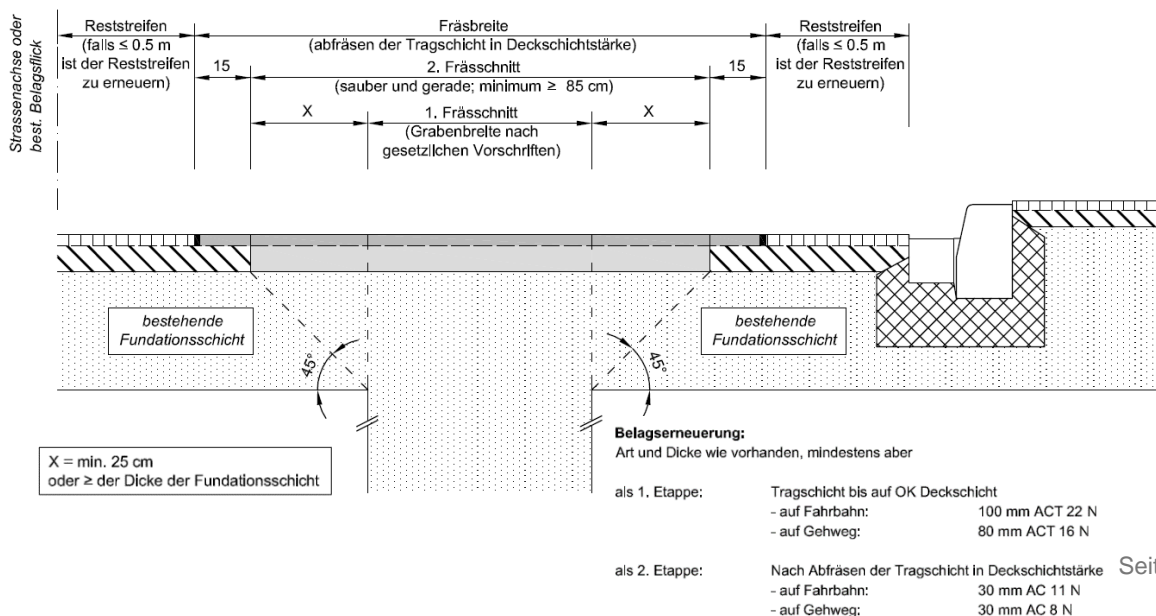 Strassenachse oder
best. Belagsflick
Reststreifen
(falls ≤ 0.5 m
ist der Reststreifen
zu erneuern)
Fräsbreite
(abfräsen der Tragschicht in Deckschichtstärke)
Reststreifen
(falls ≤ 0.5 m
ist der Reststreifen
zu erneuern)
15
2. Frässchnitt
(sauber und gerade; minimum ≥ 85 cm)
15
X
1. Frässchnitt
(Grabenbreite nach
gesetzlichen Vorschriften)
X
bestehende
Fundationsschicht
bestehende
Fundationsschicht
45°
45°
X = min. 25 cm
oder ≥ der Dicke der Fundationsschicht
Belagserneuerung:
Art und Dicke wie vorhanden, mindestens aber
als 1. Etappe: Tragschicht bis auf OK Deckschicht
- auf Fahrbahn: 100 mm ACT 22 N
- auf Gehweg: 80 mm ACT 16 N
als 2. Etappe: Nach Abfräsen der Tragschicht in Deckschichtstärke
- auf Fahrbahn: 30 mm AC 11 N
- auf Gehweg: 30 mm AC 8 N
Seit